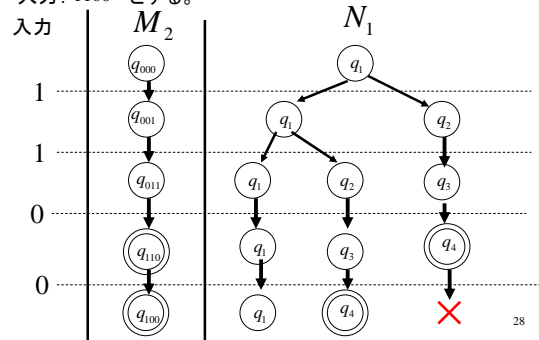 入力: 1100 とする。
入力 M₂ N₁
q₀₀₀ q₁
1
q₀₀₁ q₁ q₂
1
q₀₁₁ q₁ q₂ q₃
0
q₁₁₀ q₁ q₃ q₄
0
q₁₀₀ q₁ q₄
28